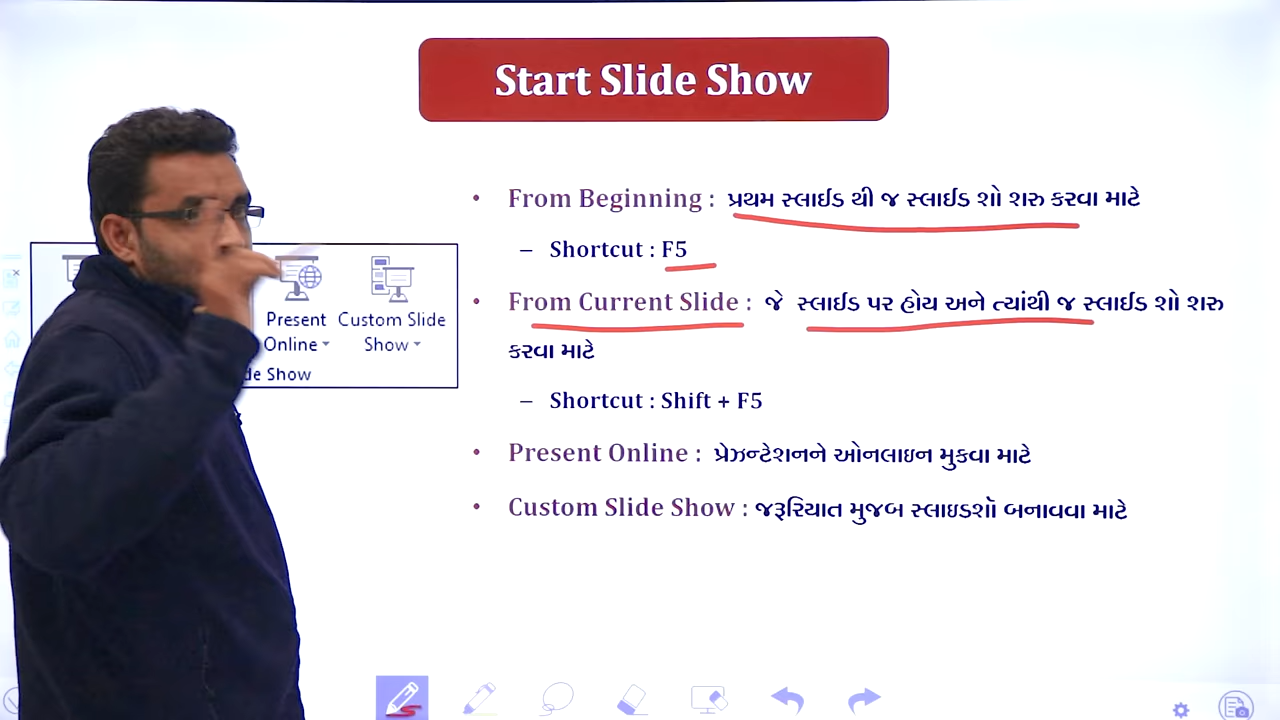 Start Slide Show
• From Beginning : પ્રથમ સ્લાઈડ થી જ સ્લાઈડ શો શરુ કરવા માટે
– Shortcut : F5
• From Current Slide : જે સ્લાઈડ પર હોય અને ત્યાંથી જ સ્લાઈડ શો શરુ
કરવા માટે
– Shortcut : Shift + F5
• Present Online : પ્રેઝન્ટેશનને ઓનલાઇન મુકવા માટે
• Custom Slide Show : જરૂરિયાત મુજબ સ્લાઇડશૉ બનાવવા માટે
Present Custom Slide
Online Show
Show